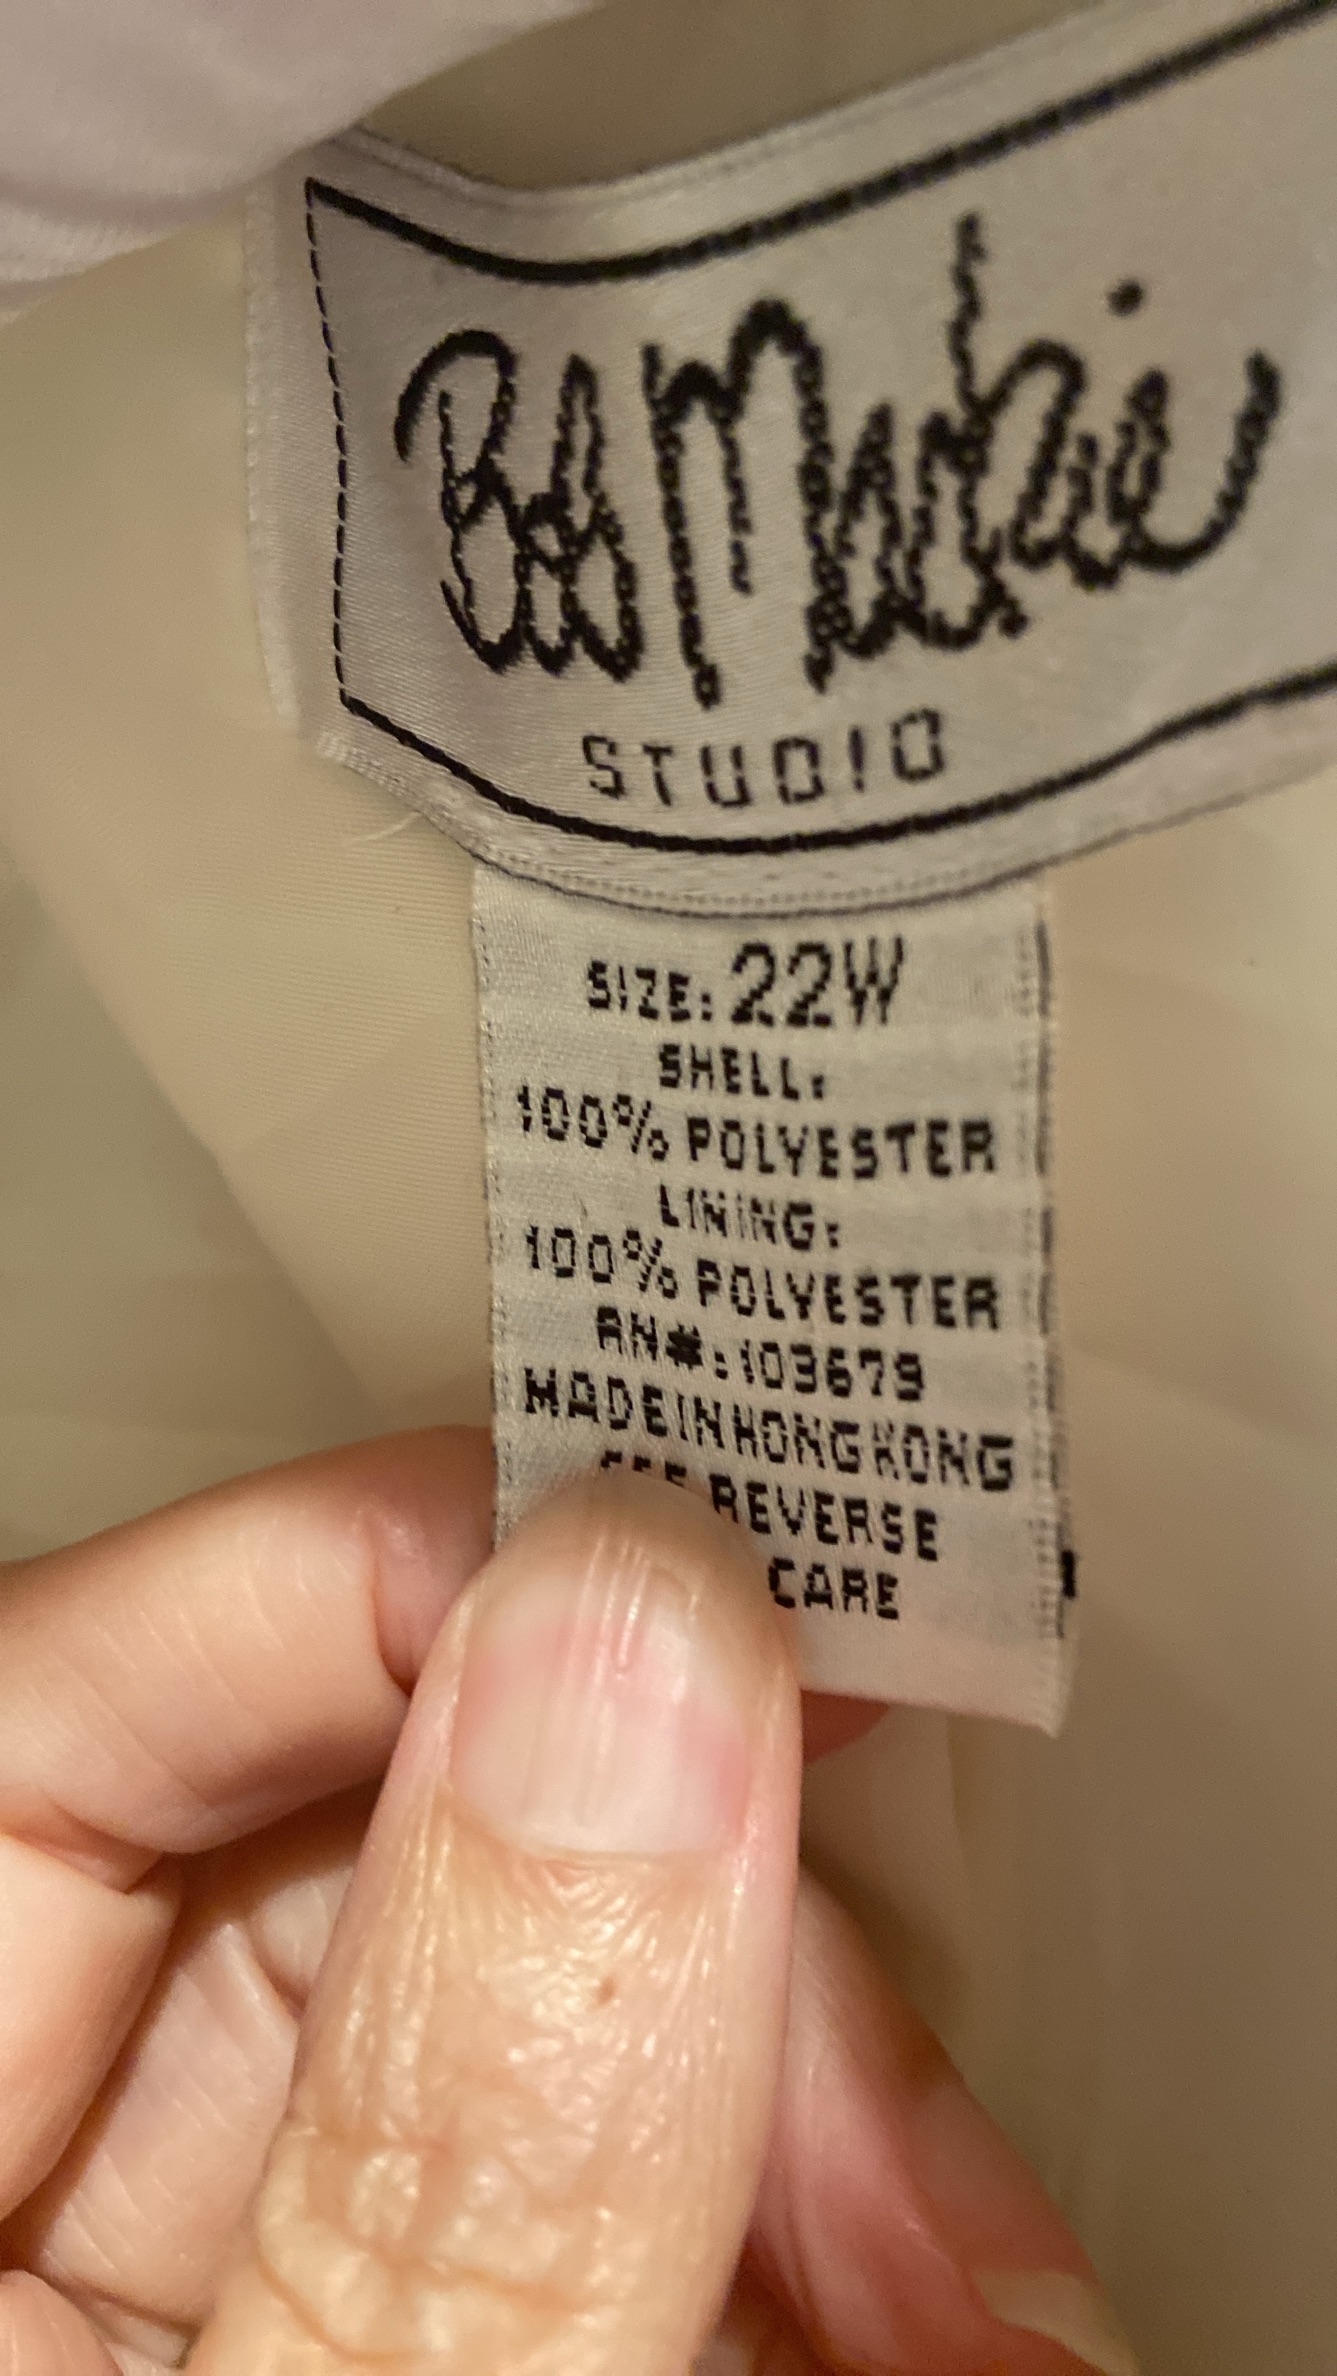 Bob Mackie
STUDIO
SIZE: 22W
SHELL:
100% POLYESTER
LINING:
100% POLYESTER
RN#:103679
MADE IN HONG KONG
REVERSE
CARE